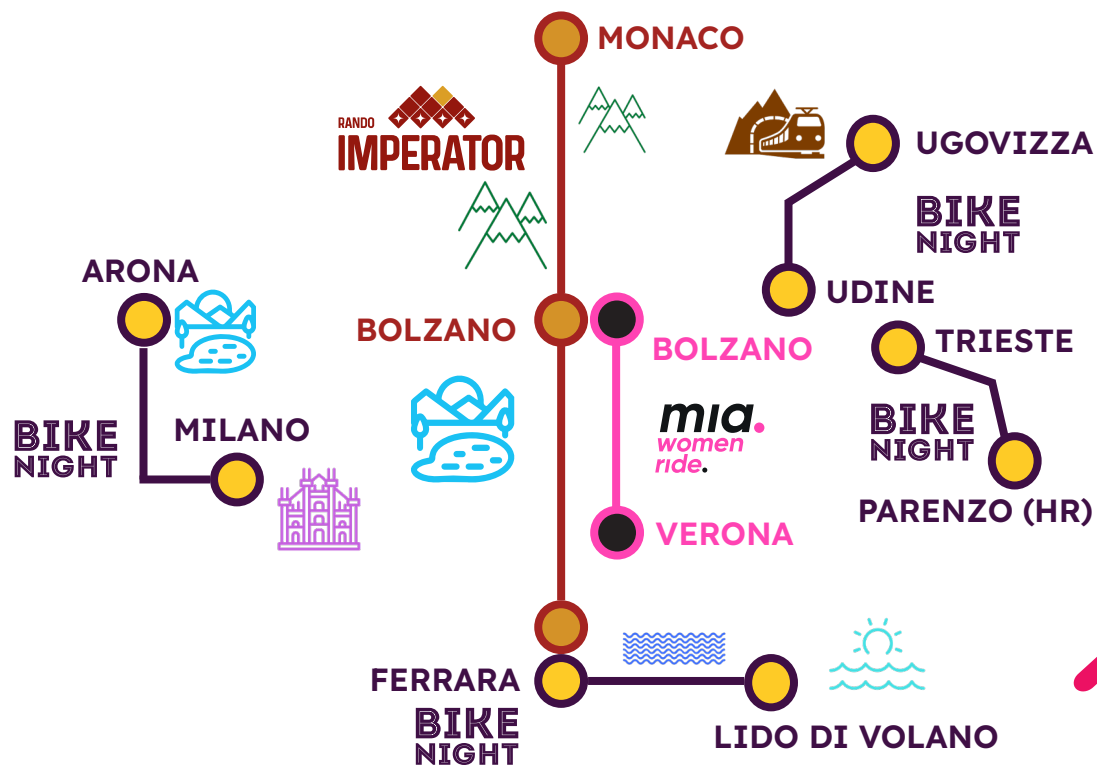 MONACO
RANDO
IMPERATOR
UGOVIZZA
BIKE
NIGHT
ARONA
UDINE
BOLZANO
TRIESTE
BOLZANO
mia.
women
ride.
BIKE
NIGHT
MILANO
BIKE
NIGHT
PARENZO (HR)
VERONA
FERRARA
BIKE
NIGHT
LIDO DI VOLANO